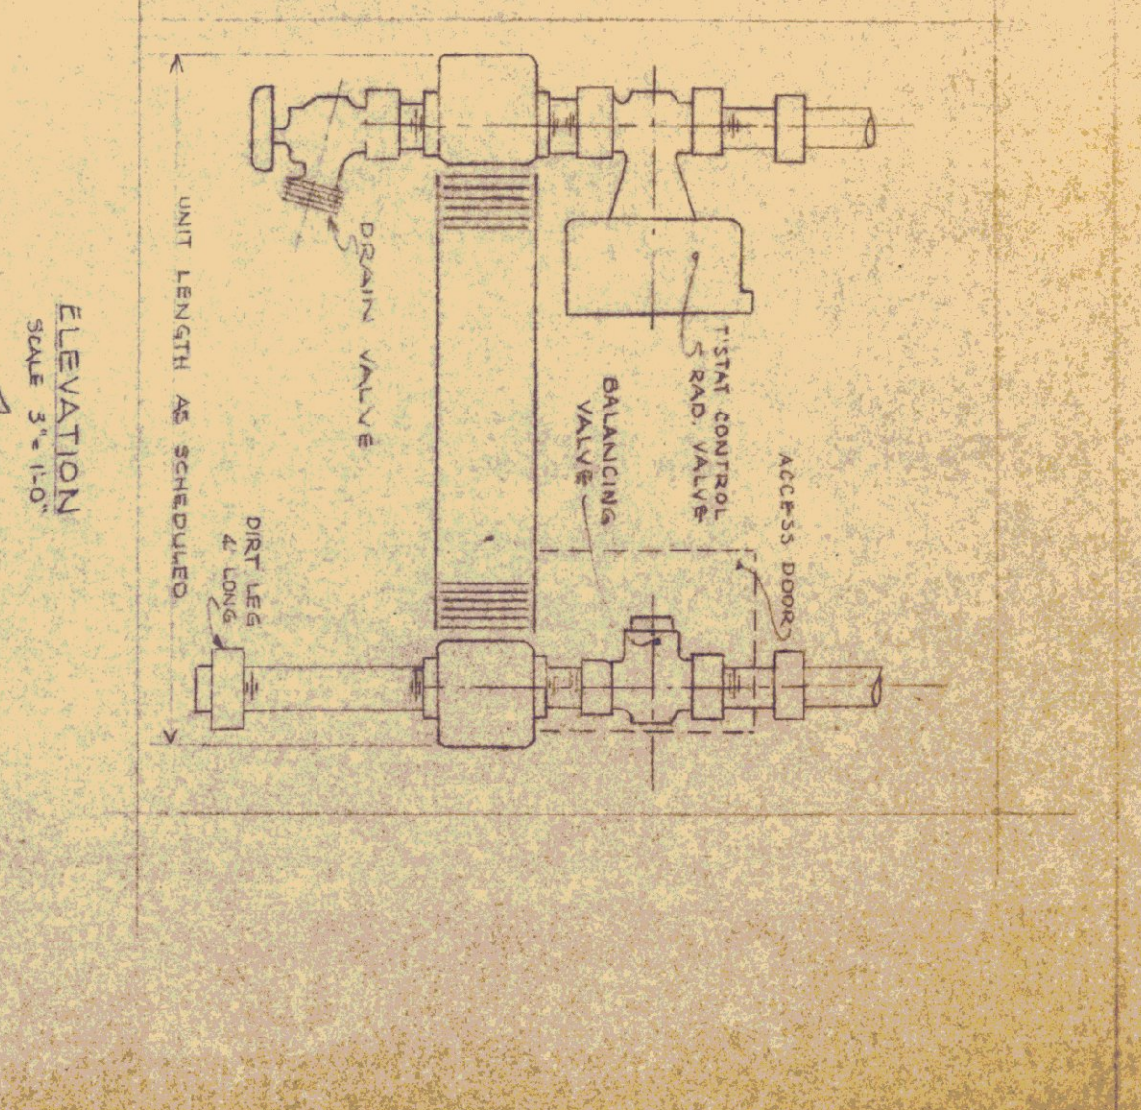 ACCESS DOOR
T'STAT CONTROL
RAD. VALVE
BALANCING
VALVE
DRAIN VALVE
DIRT LEG
4" LONG
UNIT LENGTH AS SCHEDULED
ELEVATION
SCALE 3" = 1'-0"